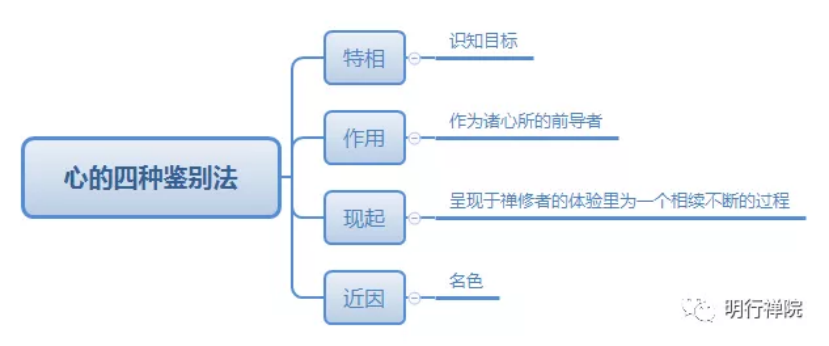 心的四种鉴别法
特相
识知目标
作用
作为诸心所的前导者
现起
呈现于禅修者的体验里为一个相续不断的过程
近因
名色
明行禅院